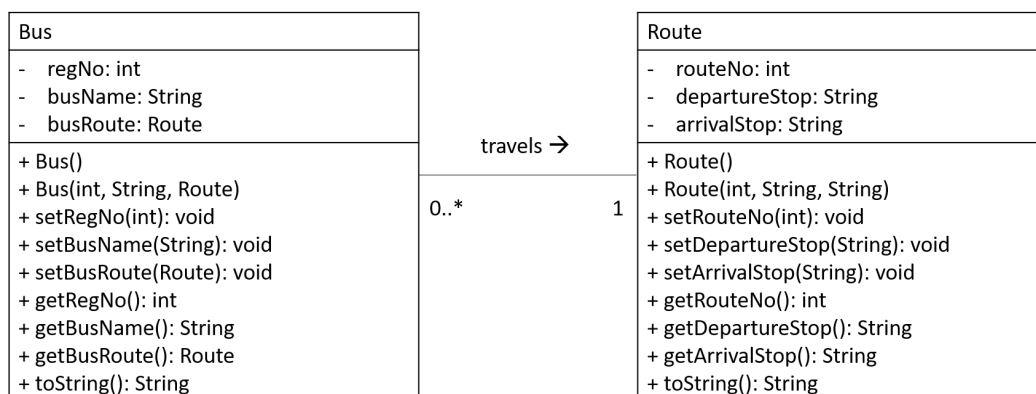 Bus
- regNo: int
- busName: String
- busRoute: Route
+ Bus()
+ Bus(int, String, Route)
+ setRegNo(int): void
+ setBusName(String): void
+ setBusRoute(Route): void
+ getRegNo(): int
+ getBusName(): String
+ getBusRoute(): Route
+ toString(): String
travels →
0..* 1
Route
- routeNo: int
- departureStop: String
- arrivalStop: String
+ Route()
+ Route(int, String, String)
+ setRouteNo(int): void
+ setDepartureStop(String): void
+ setArrivalStop(String): void
+ getRouteNo(): int
+ getDepartureStop(): String
+ getArrivalStop(): String
+ toString(): String